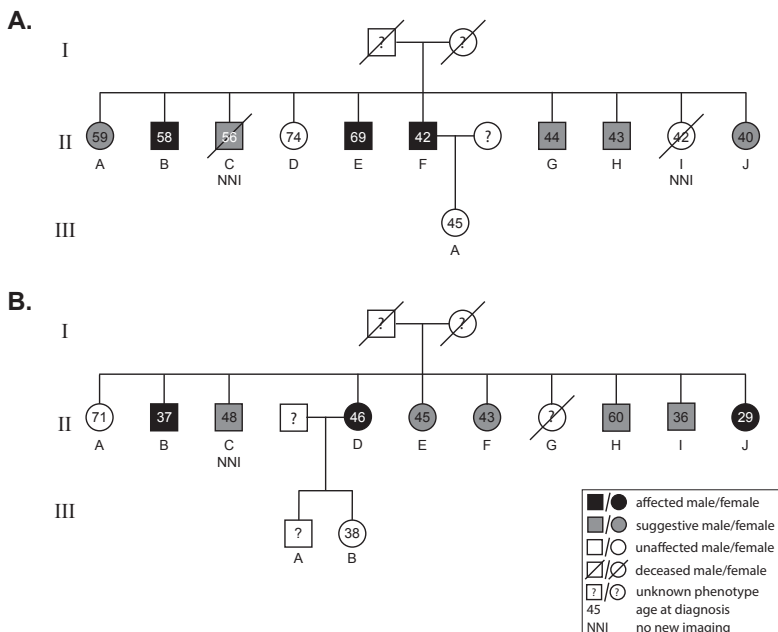 A.
I
? ?
II 59 58 56 74 69 42 ? 44 43 42 40
A B C D E F G H I J
NNI NNI
III 45
A
B.
I
? ?
II 71 37 48 ? 46 45 43 ? 60 36 29
A B C D E F G H I J
NNI
III ? 38
A B
/ affected male/female
/ suggestive male/female
/ unaffected male/female
/ deceased male/female
?/? unknown phenotype
45 age at diagnosis
NNI no new imaging